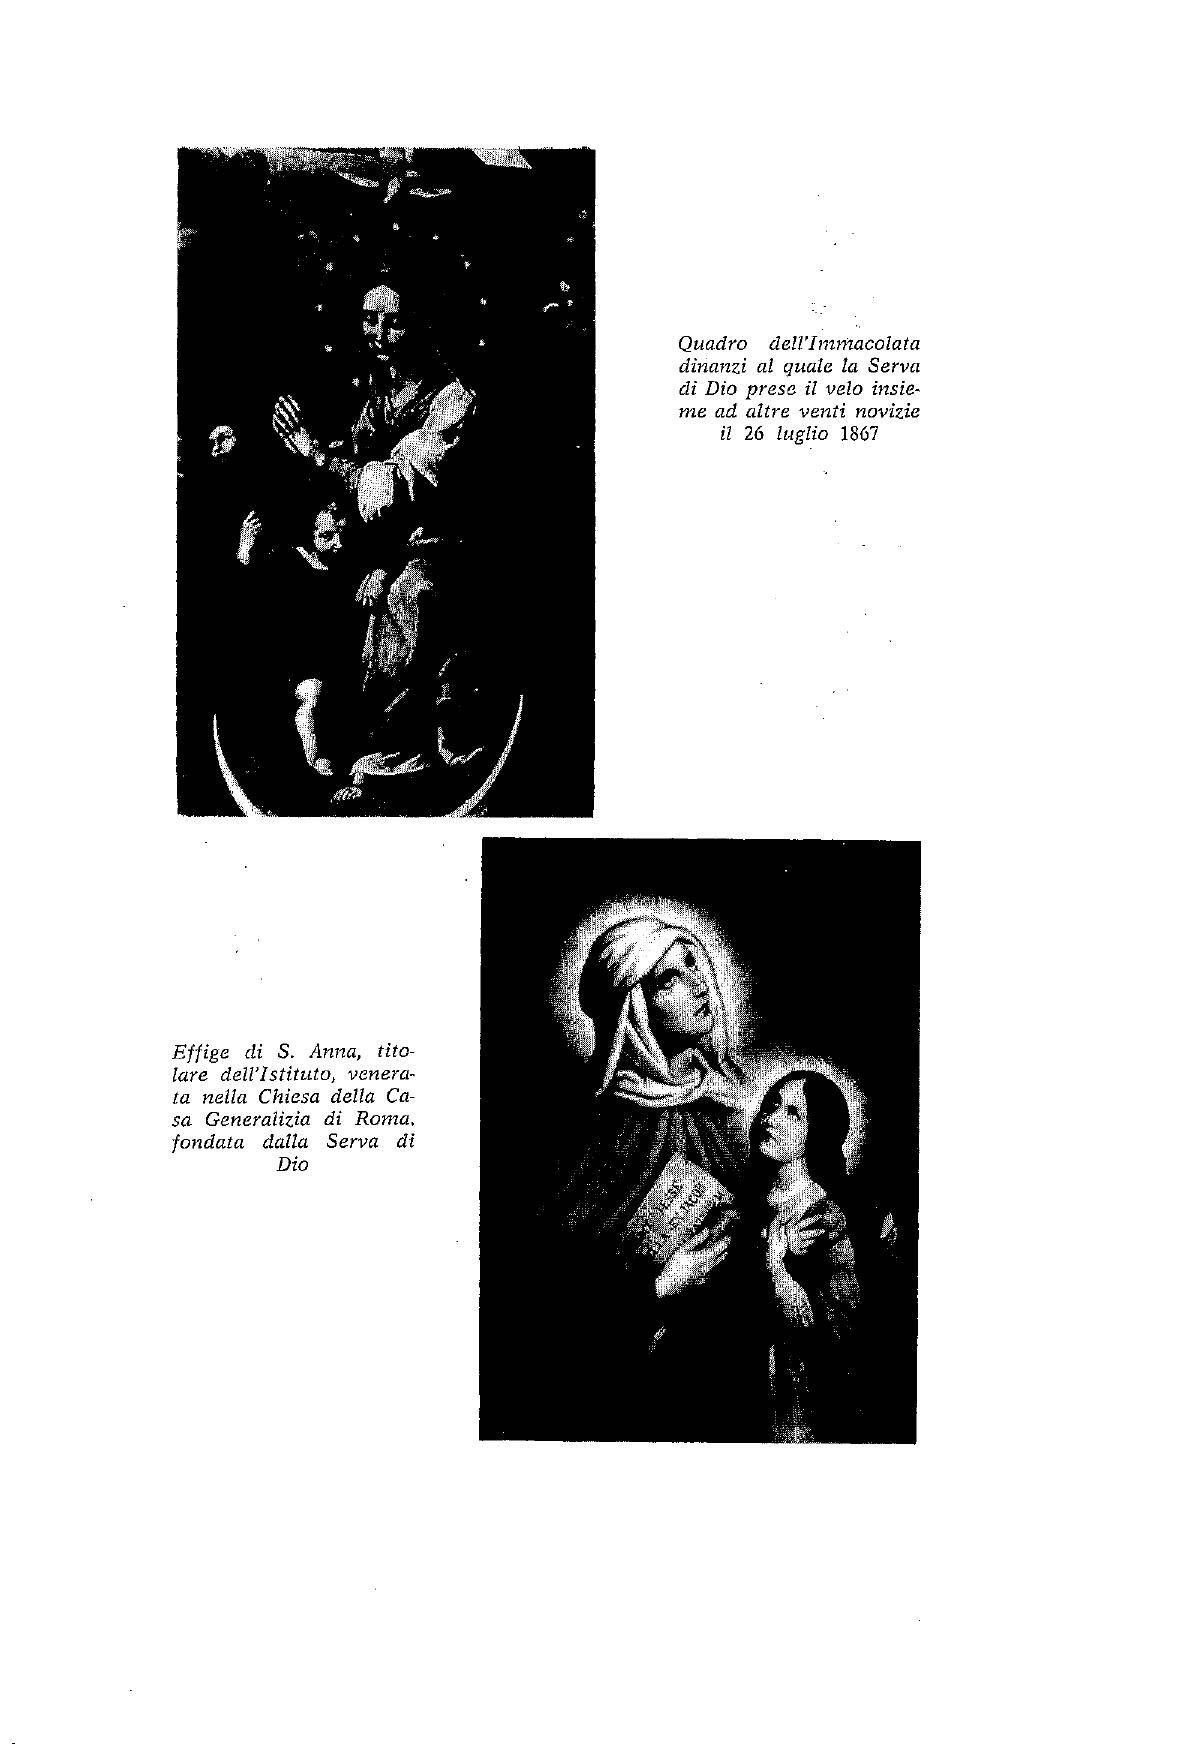 Quadro dell'Immacolata
dinanzi al quale la Serva
di Dio prese il velo insie-
me ad altre venti novizie
il 26 luglio 1867
Effige di S. Anna, tito-
lare dell'Istituto, venera-
ta nella Chiesa della Ca-
sa Generalizia di Roma,
fondata dalla Serva di
Dio